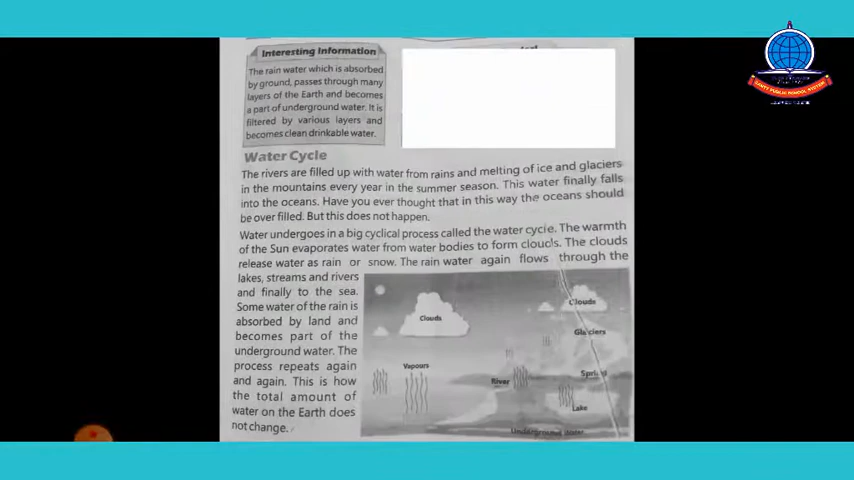 Interesting Information
The rain water which is absorbed
by ground, passes through many
layers of the Earth and becomes
a part of underground water. It is
filtered by various layers and
becomes clean drinkable water.
Water Cycle
The rivers are filled up with water from rains and melting of ice and glaciers
in the mountains every year in the summer season. This water finally falls
into the oceans. Have you ever thought that in this way the oceans should
be over filled. But this does not happen.
Water undergoes in a big cyclical process called the water cycle. The warmth
of the Sun evaporates water from water bodies to form clouds. The clouds
release water as rain or snow. The rain water again flows through the
lakes, streams and rivers
and finally to the sea.
Some water of the rain is
absorbed by land and
becomes part of the
underground water. The
process repeats again
and again. This is how
the total amount of
water on the Earth does
not change.
Clouds
Clouds
Glaciers
Vapours
River
Spring
Lake
Underground water
PUBLIC SCHOOL SYSTEM